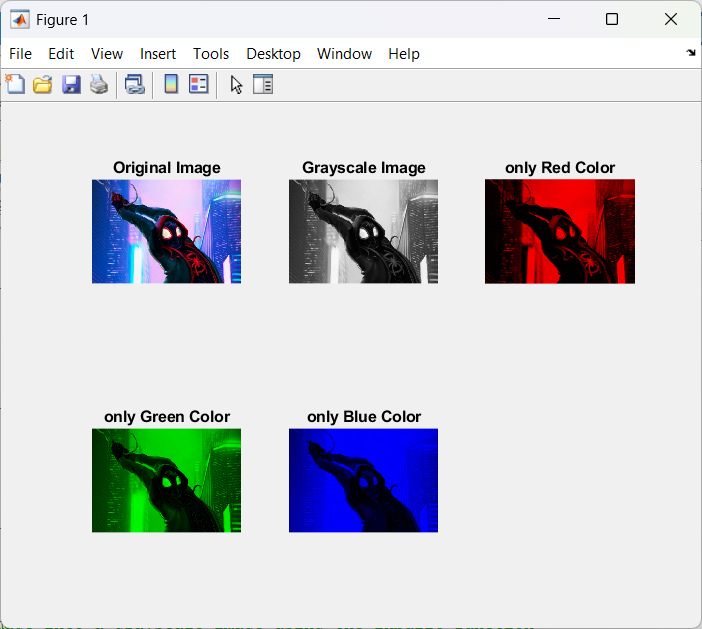 Figure 1
File Edit View Insert Tools Desktop Window Help
Original Image
Grayscale Image
only Red Color
only Green Color
only Blue Color